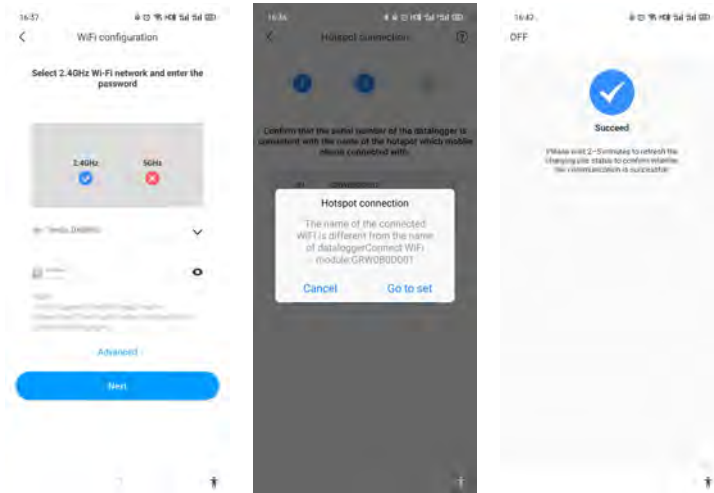 16:37
WiFi configuration
Select 2.4GHz Wi-Fi network and enter the
password
2.4GHz 5GHz
Advanced
Next
16:36
Hotspot connection
Confirm that the serial number of the datalogger is
consistent with the name of the hotspot which mobile
phone connected with
Hotspot connection
The name of the connected
WiFi is different from the name
of dataloggerConnect WiFi
module:GRW0B00001
Cancel Go to set
16:42
OFF
Succeed
Please wait 2~5minutes to refresh the
charging pile status to confirm whether
the communication is successful